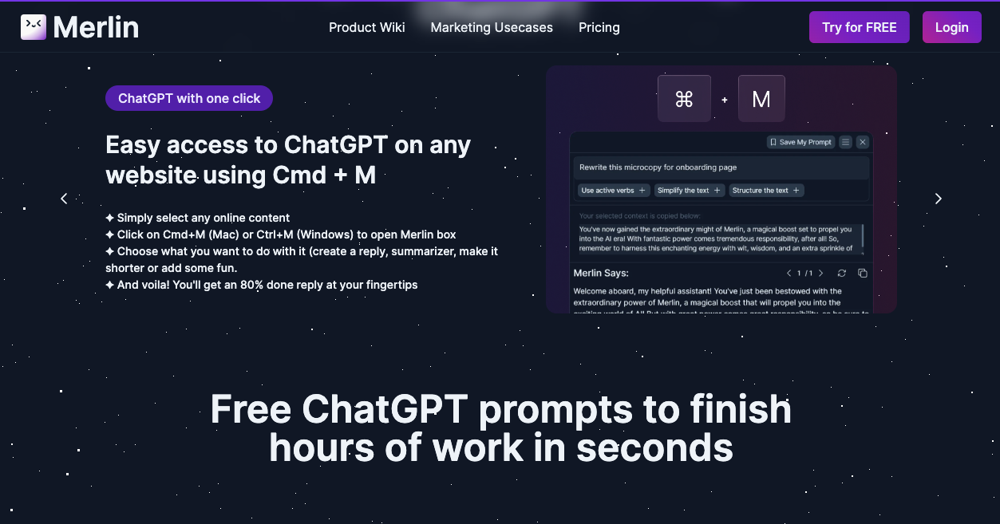 Merlin
Product Wiki
Marketing Usecases
Pricing
Try for FREE
Login
ChatGPT with one click
Easy access to ChatGPT on any
website using Cmd + M
✦ Simply select any online content
✦ Click on Cmd+M (Mac) or Ctrl+M (Windows) to open Merlin box
✦ Choose what you want to do with it (create a reply, summarizer, make it
shorter or add some fun.
✦ And voila! You'll get an 80% done reply at your fingertips
⌘ + M
Save My Prompt
Rewrite this microcopy for onboarding page
Use active verbs +
Simplify the text +
Structure the text +
Your selected context is copied below:
You've now gained the extraordinary might of Merlin, a magical boost set to propel you
into the AI era! With fantastic power comes tremendous responsibility, after all! So,
remember to harness this enchanting energy with wit, wisdom, and an extra sprinkle of
Merlin Says:
1 / 1
Welcome aboard, my helpful assistant! You've just been bestowed with the
extraordinary power of Merlin, a magical boost that will propel you into the
exciting world of AI! But with great power comes great responsibility, so be sure to
Free ChatGPT prompts to finish
hours of work in seconds